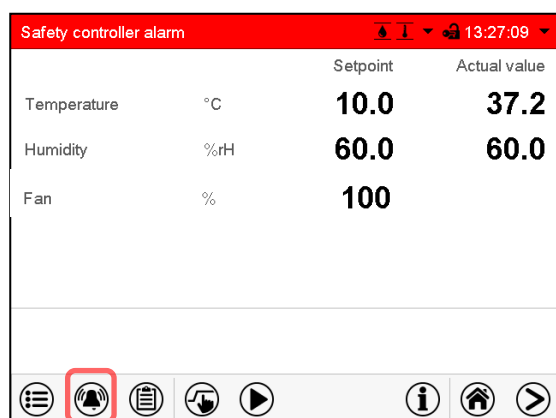 Safety controller alarm 13:27:09
Setpoint Actual value
Temperature °C 10.0 37.2
Humidity %rH 60.0 60.0
Fan % 100